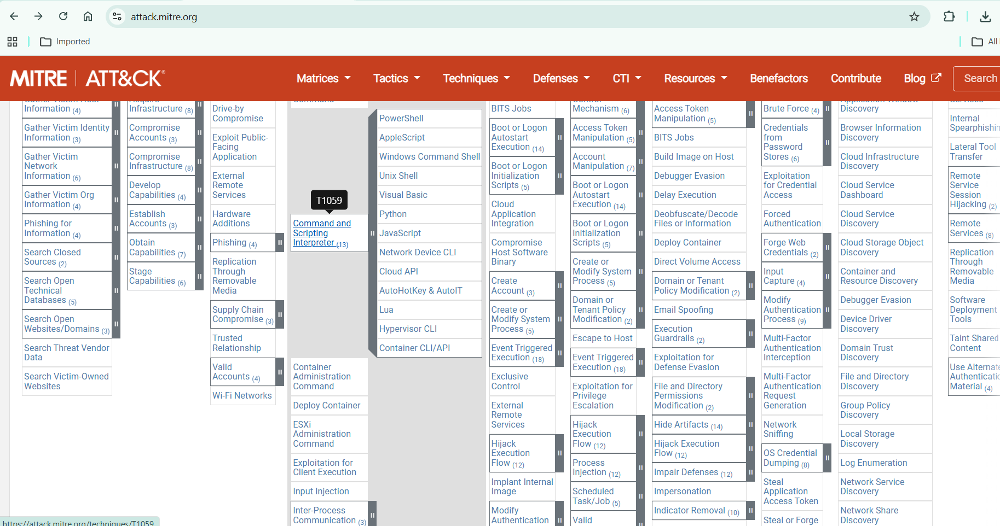 attack.mitre.org
Imported
All
MITRE | ATT&CK®
Matrices
Tactics
Techniques
Defenses
CTI
Resources
Benefactors
Contribute
Blog
Search
Gather Victim Host
Information (4)
Gather Victim Identity
Information (3)
Gather Victim
Network
Information (6)
Gather Victim Org
Information (4)
Phishing for
Information (4)
Search Closed
Sources (2)
Search Open
Technical
Databases (5)
Search Open
Websites/Domains (3)
Search Threat Vendor
Data
Search Victim-Owned
Websites
Acquire
Infrastructure (8)
Compromise
Accounts (3)
Compromise
Infrastructure (8)
Develop
Capabilities (4)
Establish
Accounts (3)
Obtain
Capabilities (7)
Stage
Capabilities (6)
Drive-by
Compromise
Exploit Public-
Facing
Application
External
Remote
Services
Hardware
Additions
Phishing (4)
Replication
Through
Removable
Media
Supply Chain
Compromise (3)
Trusted
Relationship
Valid
Accounts (4)
Wi-Fi Networks
Command
T1059
Command and
Scripting
Interpreter (13)
Container
Administration
Command
Deploy Container
ESXi
Administration
Command
Exploitation for
Client Execution
Input Injection
Inter-Process
Communication (3)
PowerShell
AppleScript
Windows Command Shell
Unix Shell
Visual Basic
Python
JavaScript
Network Device CLI
Cloud API
AutoHotKey & AutoIT
Lua
Hypervisor CLI
Container CLI/API
BITS Jobs
Boot or Logon
Autostart
Execution (14)
Boot or Logon
Initialization
Scripts (5)
Cloud
Application
Integration
Compromise
Host Software
Binary
Create
Account (3)
Create or
Modify System
Process (5)
Event Triggered
Execution (18)
Exclusive
Control
External
Remote
Services
Hijack
Execution
Flow (12)
Implant Internal
Image
Modify
Authentication
Control
Mechanism (6)
Access Token
Manipulation (5)
Account
Manipulation (7)
Boot or Logon
Autostart
Execution (14)
Boot or Logon
Initialization
Scripts (5)
Create or
Modify System
Process (5)
Domain or
Tenant Policy
Modification (2)
Escape to Host
Event Triggered
Execution (18)
Exploitation for
Privilege
Escalation
Hijack
Execution
Flow (12)
Process
Injection (12)
Scheduled
Task/Job (5)
Valid
Access Token
Manipulation (5)
BITS Jobs
Build Image on Host
Debugger Evasion
Delay Execution
Deobfuscate/Decode
Files or Information
Deploy Container
Direct Volume Access
Domain or Tenant
Policy Modification (2)
Email Spoofing
Execution
Guardrails (2)
Exploitation for
Defense Evasion
File and Directory
Permissions
Modification (2)
Hide Artifacts (14)
Hijack Execution
Flow (12)
Impair Defenses (12)
Impersonation
Indicator Removal (10)
Brute Force (4)
Credentials
from
Password
Stores (6)
Exploitation
for Credential
Access
Forced
Authentication
Forge Web
Credentials (2)
Input
Capture (4)
Modify
Authentication
Process (9)
Multi-Factor
Authentication
Interception
Multi-Factor
Authentication
Request
Generation
Network
Sniffing
OS Credential
Dumping (8)
Steal
Application
Access Token
Steal or Forge
Application Window
Discovery
Browser Information
Discovery
Cloud Infrastructure
Discovery
Cloud Service
Dashboard
Cloud Service
Discovery
Cloud Storage Object
Discovery
Container and
Resource Discovery
Debugger Evasion
Device Driver
Discovery
Domain Trust
Discovery
File and Directory
Discovery
Group Policy
Discovery
Local Storage
Discovery
Log Enumeration
Network Service
Discovery
Network Share
Discovery
Services
Internal
Spearphishin
Lateral Tool
Transfer
Remote
Service
Session
Hijacking (2)
Remote
Services (8)
Replication
Through
Removable
Media
Software
Deployment
Tools
Taint Shared
Content
Use Alternate
Authenticatio
Material (4)
https://attack.mitre.org/techniques/T1059